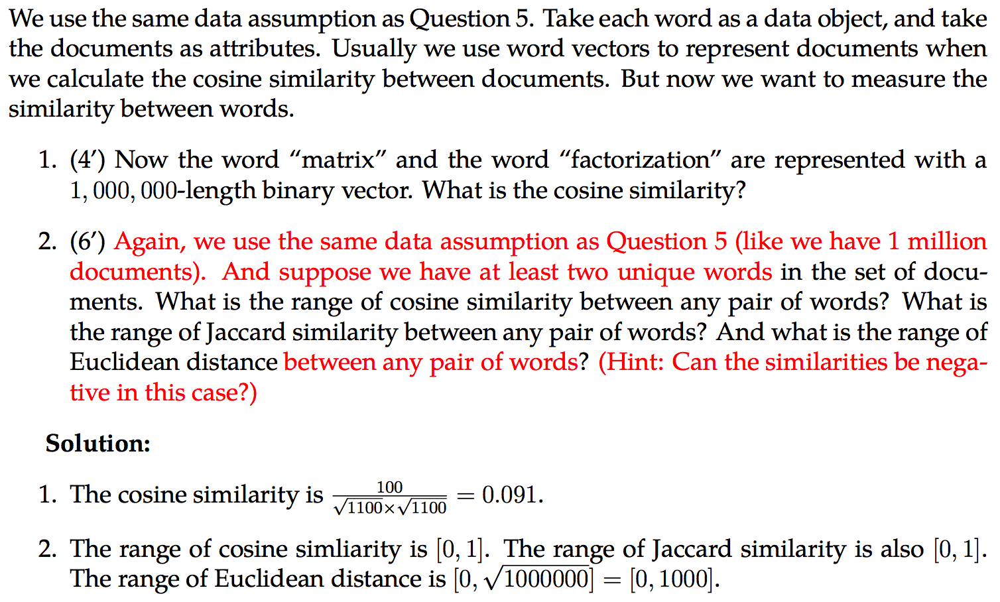 We use the same data assumption as Question 5. Take each word as a data object, and take
the documents as attributes. Usually we use word vectors to represent documents when
we calculate the cosine similarity between documents. But now we want to measure the
similarity between words.
1. (4′) Now the word “matrix” and the word “factorization” are represented with a
1, 000, 000-length binary vector. What is the cosine similarity?
2. (6′) Again, we use the same data assumption as Question 5 (like we have 1 million
documents). And suppose we have at least two unique words in the set of docu-
ments. What is the range of cosine similarity between any pair of words? What is
the range of Jaccard similarity between any pair of words? And what is the range of
Euclidean distance between any pair of words? (Hint: Can the similarities be nega-
tive in this case?)
Solution:
1. The cosine similarity is 100 / (√1100×√1100) = 0.091.
2. The range of cosine simliarity is [0, 1]. The range of Jaccard similarity is also [0, 1].
The range of Euclidean distance is [0, √1000000] = [0, 1000].